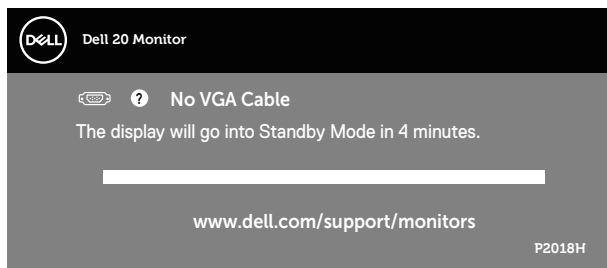 DELL
Dell 20 Monitor
? No VGA Cable
The display will go into Standby Mode in 4 minutes.
www.dell.com/support/monitors
P2018H